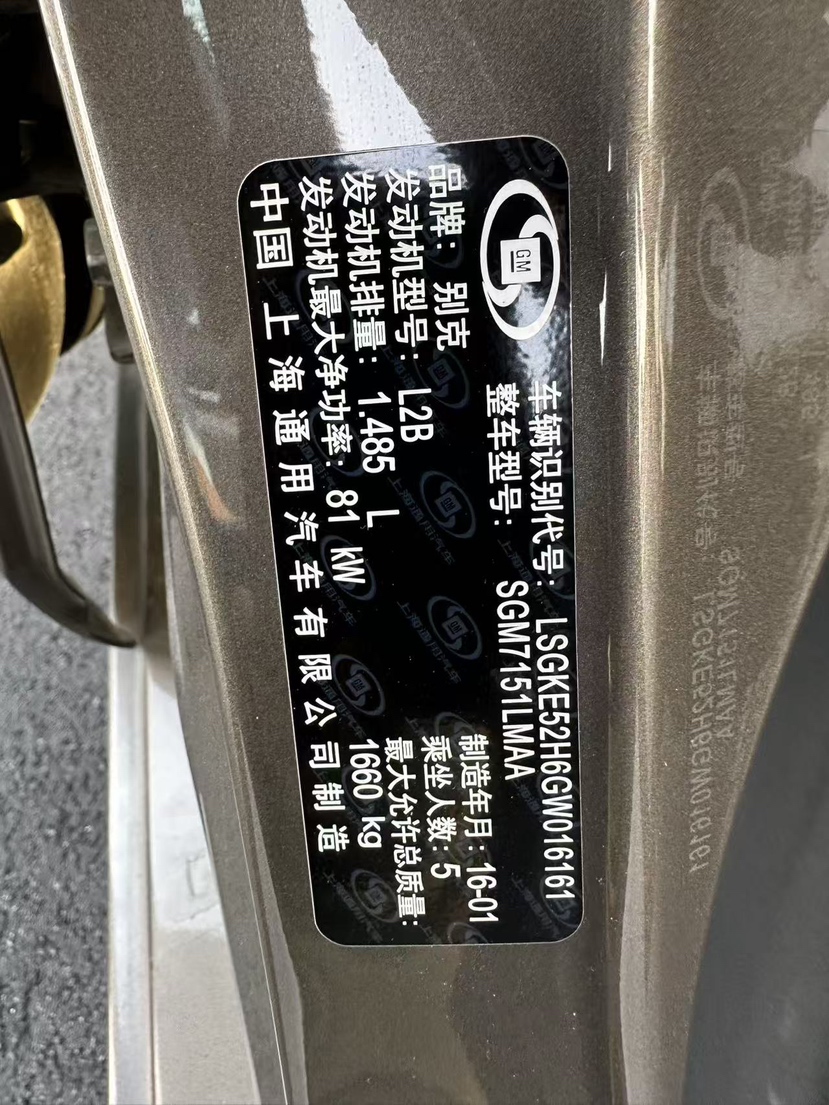 GM
车辆识别代号: LSGKE52H6GW016161
整车型号: SGM7151LMAA
品牌: 别克
制造年月: 16-01
发动机型号: L2B
乘坐人数: 5
发动机排量: 1.485 L
最大允许总质量:
发动机最大净功率: 81 kW
1660 kg
中国 上海通用汽车有限公司制造